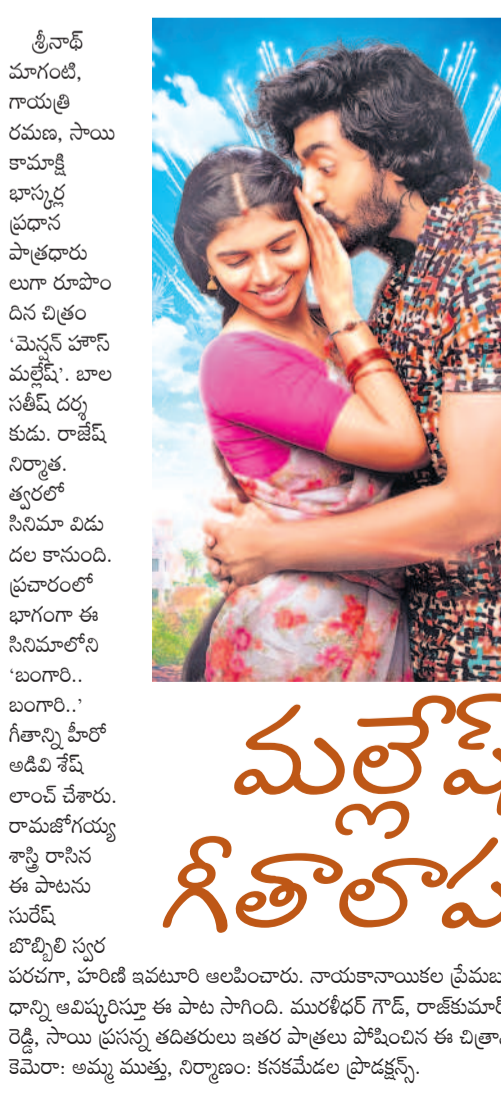 శ్రీనాథ్
మాగంటి,
గాయత్రి
రమణ, సాయి
కామాక్షి
భాస్కర్ల
ప్రధాన
పాత్రధారు
లుగా రూపొం
దిన చిత్రం
‘మెన్షన్ హౌస్
మల్లేష్’. బాల
సతీష్ దర్శ
కుడు. రాజేష్
నిర్మాత.
త్వరలో
సినిమా విడు
దల కానుంది.
ప్రచారంలో
భాగంగా ఈ
సినిమాలోని
‘బంగారి..
బంగారి..’
గీతాన్ని హీరో
అడివి శేష్
లాంచ్ చేశారు.
రామజోగయ్య
శాస్త్రి రాసిన
ఈ పాటను
సురేష్
బొబ్బిలి స్వర
పరచగా, హరిణి ఇవటూరి ఆలపించారు. నాయకానాయికల
ధాన్ని ఆవిష్కరిస్తూ ఈ పాట సాగింది. మురళీధర్ గౌడ్, రాజ్‌కుమార్
రెడ్డి, సాయి ప్రసన్న తదితరులు ఇతర పాత్రలు పోషించిన ఈ
కెమెరా: అమ్మ ముత్తు, నిర్మాణం: కనకమేడల ప్రొడక్షన్స్.
మల్లేష్